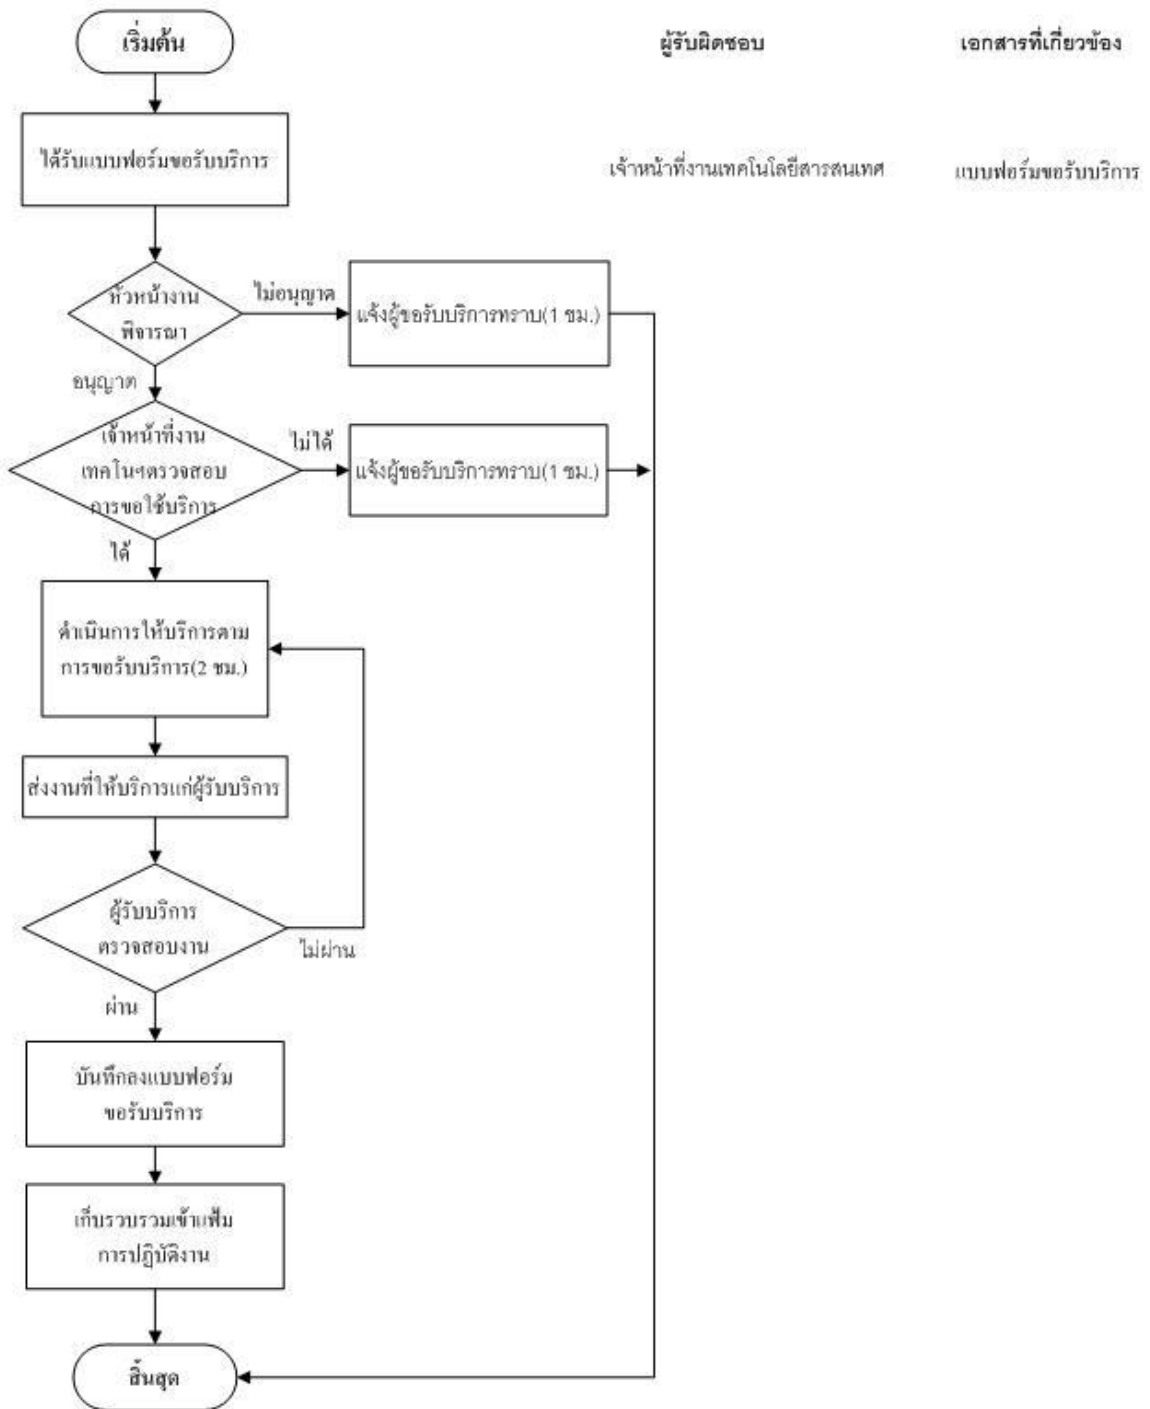 เริ่มต้น
ผู้รับผิดชอบ
เอกสารที่เกี่ยวข้อง
ได้รับแบบฟอร์มขอรับบริการ
เจ้าหน้าที่งานเทคโนโลยีสารสนเทศ
แบบฟอร์มขอรับบริการ
หัวหน้างาน
พิจารณา
ไม่อนุญาต
แจ้งผู้ขอรับบริการทราบ(1 ชม.)
อนุญาต
เจ้าหน้าที่งาน
เทคโนฯตรวจสอบ
การขอใช้บริการ
ไม่ได้
แจ้งผู้ขอรับบริการทราบ(1 ชม.)
ได้
ดำเนินการให้บริการตาม
การขอรับบริการ(2 ชม.)
ส่งงานที่ให้บริการแก่ผู้รับบริการ
ผู้รับบริการ
ตรวจสอบงาน
ไม่ผ่าน
ผ่าน
บันทึกลงแบบฟอร์ม
ขอรับบริการ
เก็บรวบรวมเข้าแฟ้ม
การปฏิบัติงาน
สิ้นสุด